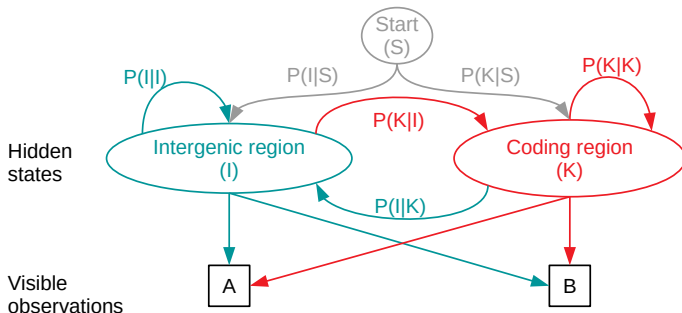 Start
(S)
P(I|I)
P(I|S)
P(K|S)
P(K|K)
P(K|I)
Hidden
states
Intergenic region
(I)
Coding region
(K)
P(I|K)
Visible
observations
A
B